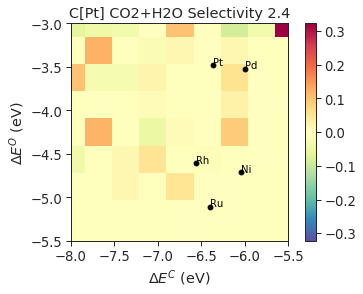 C[Pt] CO2+H2O Selectivity 2.4
−3.0
−3.5
−4.0
−4.5
−5.0
−5.5
ΔE^O (eV)
Pt
Pd
Rh
Ni
Ru
−8.0 −7.5 −7.0 −6.5 −6.0 −5.5
ΔE^C (eV)
0.3
0.2
0.1
0.0
−0.1
−0.2
−0.3